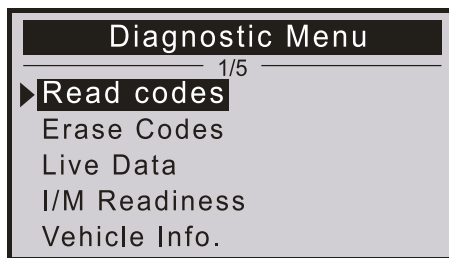 Diagnostic Menu
1/5
Read codes
Erase Codes
Live Data
I/M Readiness
Vehicle Info.